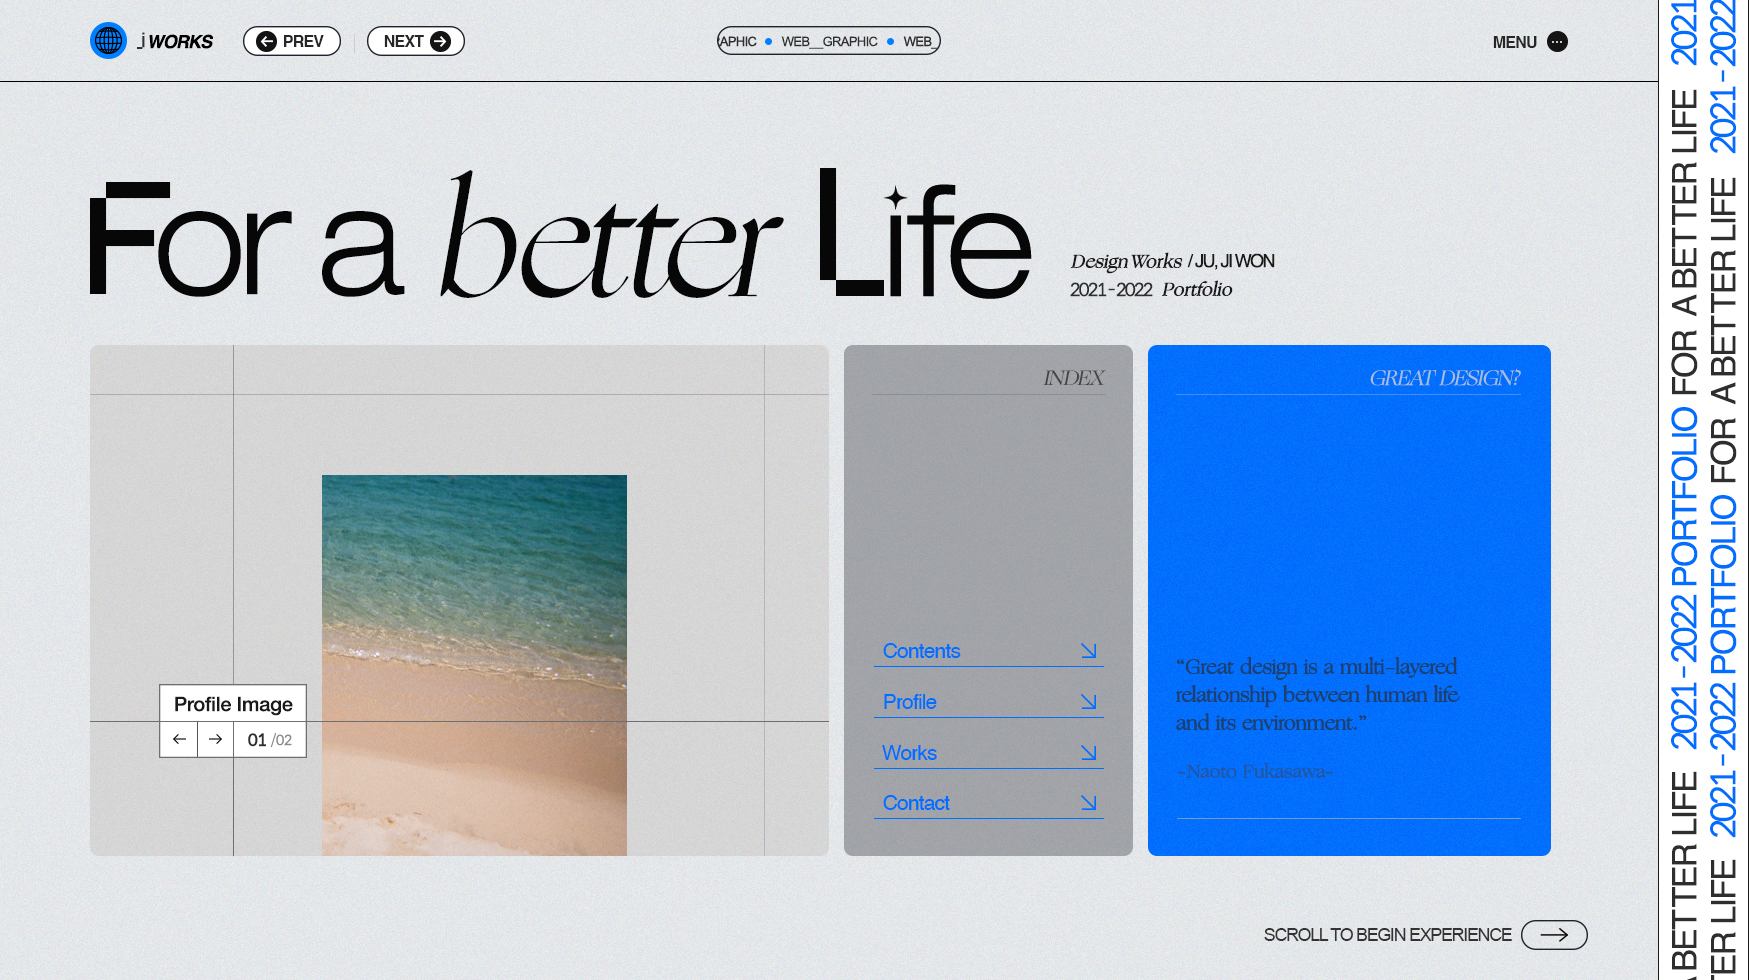 _j WORKS
PREV
NEXT
APHIC • WEB__GRAPHIC • WEB_
MENU
For a better Life
Design Works / JU, JI WON
2021-2022 Portfolio
INDEX
GREAT DESIGN?
Profile Image
01 /02
Contents
Profile
Works
Contact
“Great design is a multi-layered
relationship between human life
and its environment.”
-Naoto Fukasawa-
SCROLL TO BEGIN EXPERIENCE
BETTER LIFE 2021-2022 PORTFOLIO FOR A BETTER LIFE 2021
TER LIFE 2021-2022 PORTFOLIO FOR A BETTER LIFE 2021-2022